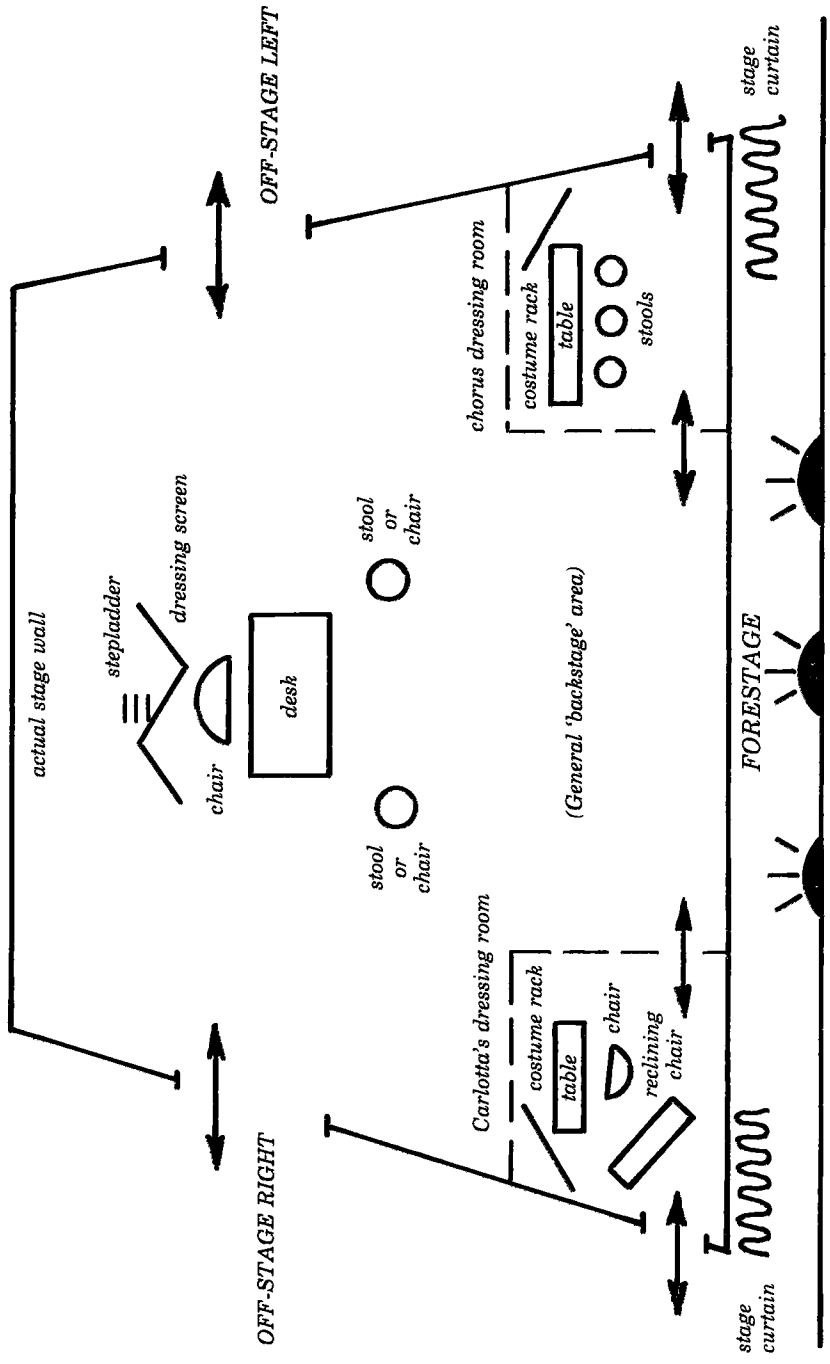 actual stage wall
stepladder
dressing screen
chair
desk
stool
or
chair
stool
or
chair
OFF-STAGE RIGHT
OFF-STAGE LEFT
Carlotta's dressing room
costume rack
table
chair
reclining
chair
(General 'backstage' area)
chorus dressing room
costume rack
table
stools
stage
curtain
FORESTAGE
stage
curtain